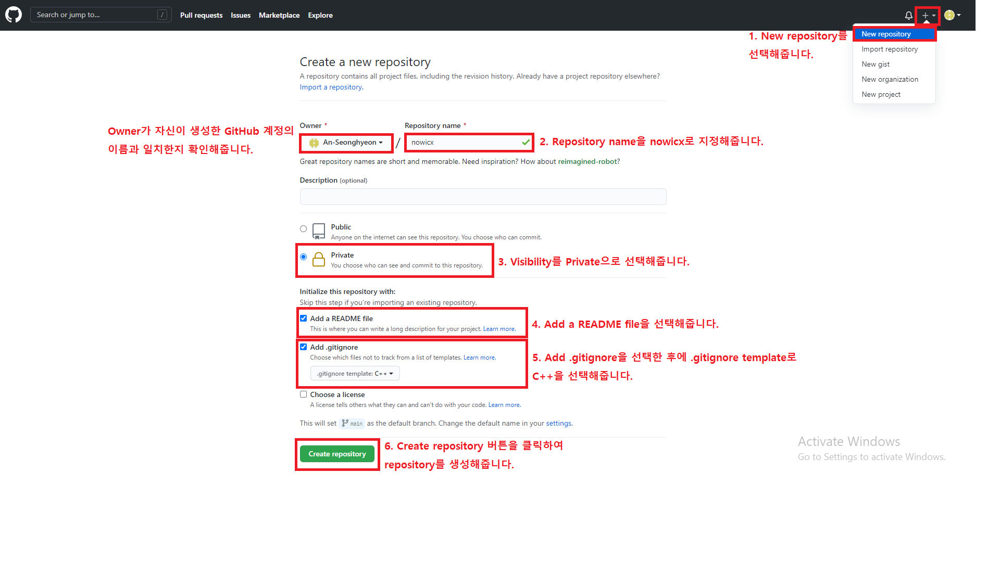 Search or jump to...
/
Pull requests
Issues
Marketplace
Explore
New repository
Import repository
New gist
New organization
New project
1. New repository를
선택해줍니다.
Create a new repository
A repository contains all project files, including the revision history. Already have a project repository elsewhere?
Import a repository.
Owner가 자신이 생성한 GitHub 계정의
이름과 일치한지 확인해줍니다.
Owner *
Repository name *
An-Seonghyeon
/
nowicx
2. Repository name을 nowicx로 지정해줍니다.
Great repository names are short and memorable. Need inspiration? How about reimagined-robot?
Description (optional)
Public
Anyone on the internet can see this repository. You choose who can commit.
Private
You choose who can see and commit to this repository.
3. Visibility를 Private으로 선택해줍니다.
Initialize this repository with:
Skip this step if you’re importing an existing repository.
Add a README file
This is where you can write a long description for your project. Learn more.
4. Add a README file을 선택해줍니다.
Add .gitignore
Choose which files not to track from a list of templates. Learn more.
.gitignore template: C++
5. Add .gitignore을 선택한 후에 .gitignore template로
C++을 선택해줍니다.
Choose a license
A license tells others what they can and can't do with your code. Learn more.
This will set main as the default branch. Change the default name in your settings.
Create repository
6. Create repository 버튼을 클릭하여
repository를 생성해줍니다.
Activate Windows
Go to Settings to activate Windows.